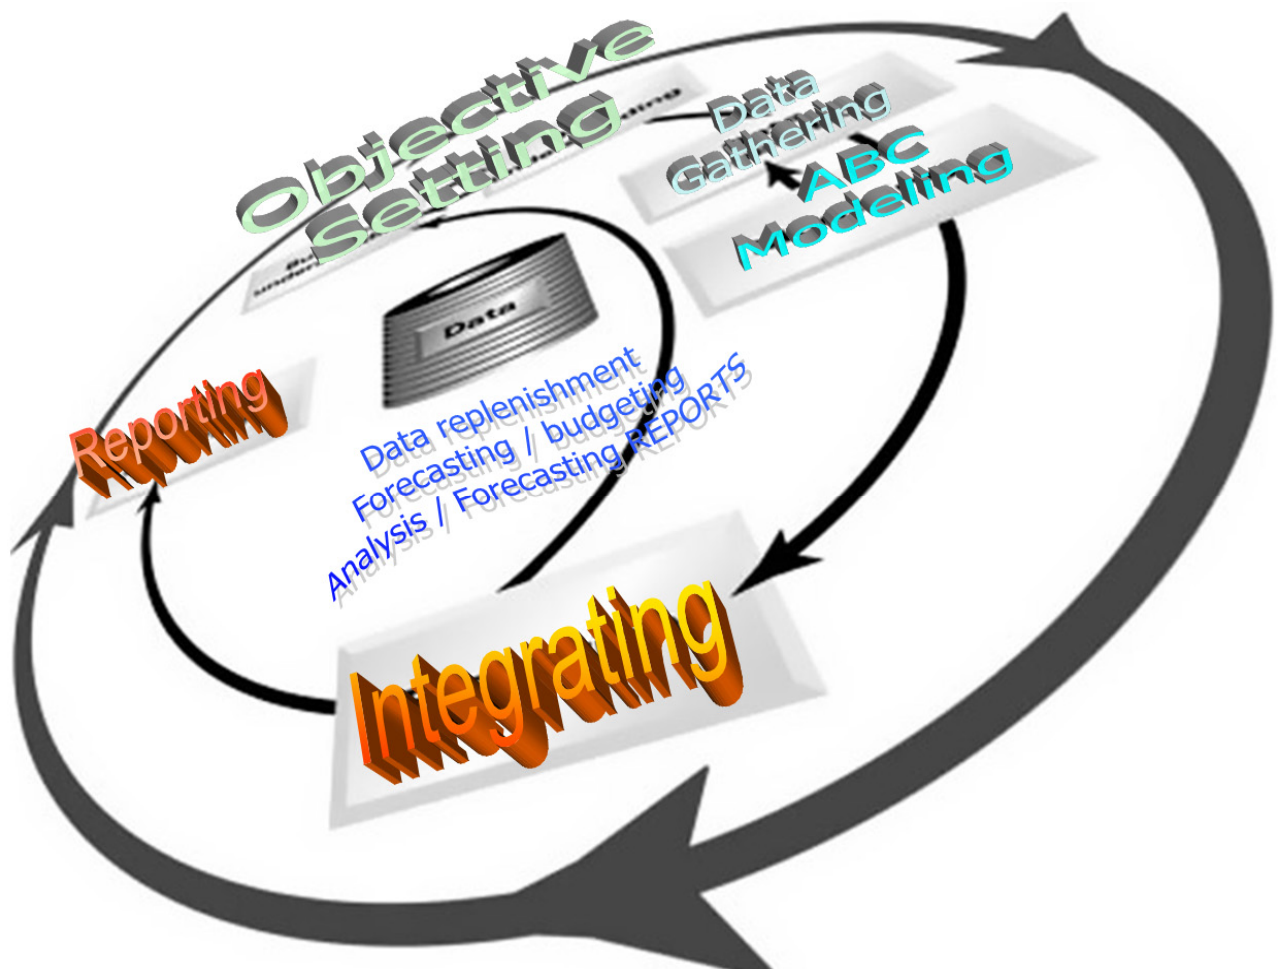 Objective
Setting
Data
Gathering
ABC
Modeling
Data
Reporting
Data replenishment
Forecasting / budgeting
Analysis / Forecasting REPORTS
Integrating